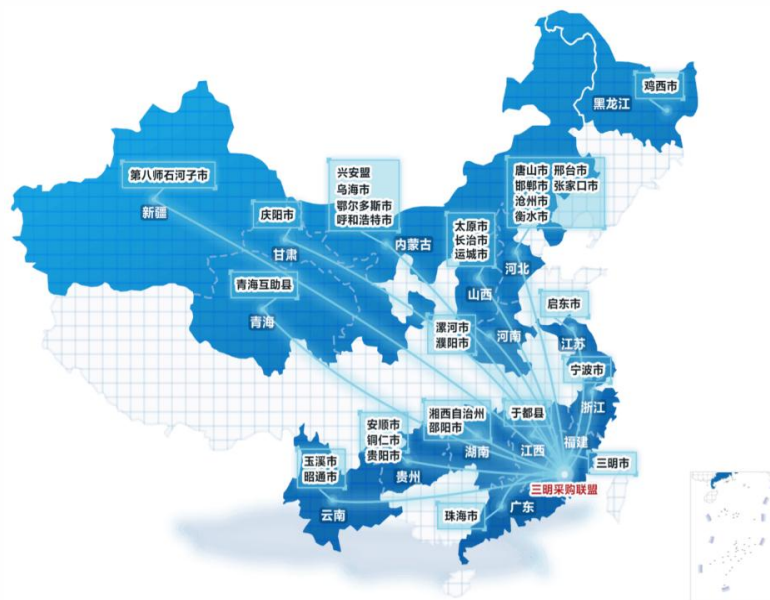 鸡西市
黑龙江
第八师石河子市
新疆
兴安盟
乌海市
鄂尔多斯市
呼和浩特市
内蒙古
唐山市 邢台市
邯郸市 张家口市
沧州市
衡水市
河北
庆阳市
甘肃
太原市
长治市
运城市
山西
青海互助县
青海
启东市
江苏
漯河市
濮阳市
河南
宁波市
浙江
安顺市
铜仁市
贵阳市
贵州
湘西自治州
邵阳市
湖南
于都县
江西
福建
三明市
玉溪市
昭通市
云南
三明采购联盟
珠海市
广东